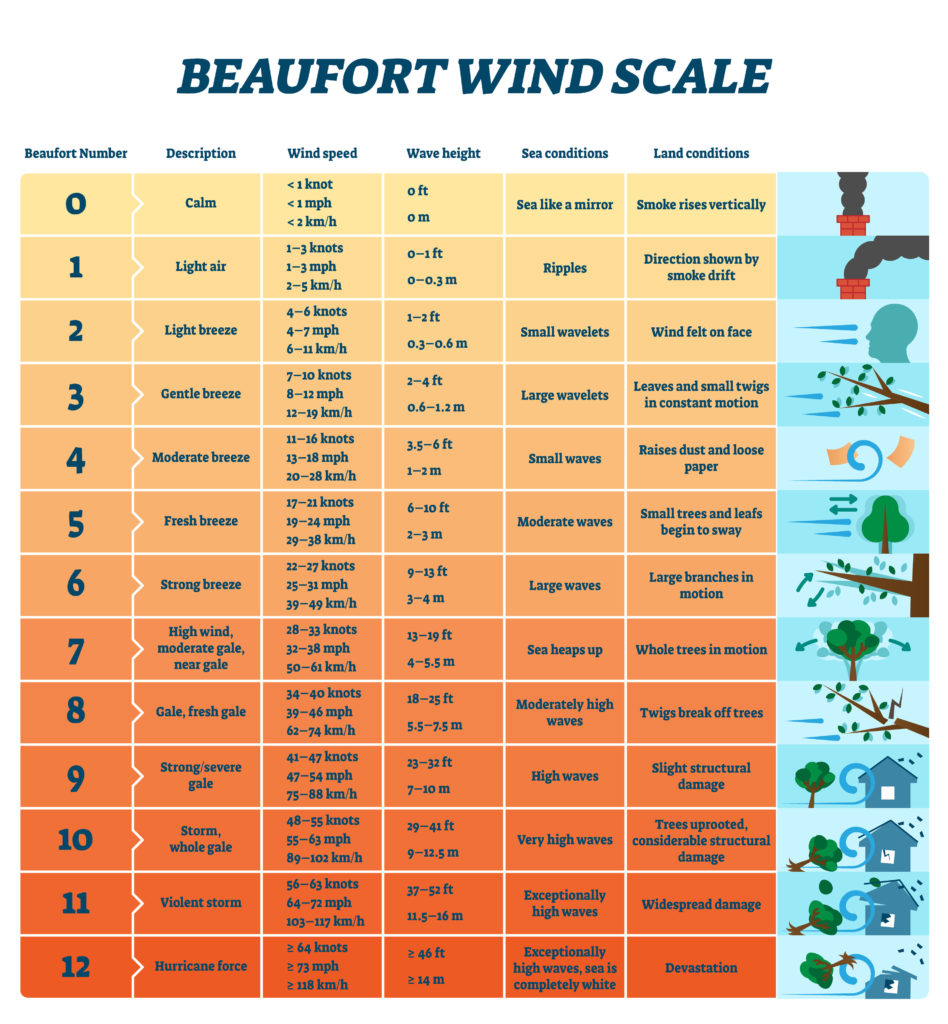 BEAUFORT WIND SCALE
Beaufort Number Description Wind speed Wave height Sea conditions Land conditions
0
Calm
< 1 knot
< 1 mph
< 2 km/h
0 ft
0 m
Sea like a mirror
Smoke rises vertically
1
Light air
1–3 knots
1–3 mph
2–5 km/h
0–1 ft
0–0.3 m
Ripples
Direction shown by
smoke drift
2
Light breeze
4–6 knots
4–7 mph
6–11 km/h
1–2 ft
0.3–0.6 m
Small wavelets
Wind felt on face
3
Gentle breeze
7–10 knots
8–12 mph
12–19 km/h
2–4 ft
0.6–1.2 m
Large wavelets
Leaves and small twigs
in constant motion
4
Moderate breeze
11–16 knots
13–18 mph
20–28 km/h
3.5–6 ft
1–2 m
Small waves
Raises dust and loose
paper
5
Fresh breeze
17–21 knots
19–24 mph
29–38 km/h
6–10 ft
2–3 m
Moderate waves
Small trees and leafs
begin to sway
6
Strong breeze
22–27 knots
25–31 mph
39–49 km/h
9–13 ft
3–4 m
Large waves
Large branches in
motion
7
High wind,
moderate gale,
near gale
28–33 knots
32–38 mph
50–61 km/h
13–19 ft
4–5.5 m
Sea heaps up
Whole trees in motion
8
Gale, fresh gale
34–40 knots
39–46 mph
62–74 km/h
18–25 ft
5.5–7.5 m
Moderately high
waves
Twigs break off trees
9
Strong/severe
gale
41–47 knots
47–54 mph
75–88 km/h
23–32 ft
7–10 m
High waves
Slight structural
damage
10
Storm,
whole gale
48–55 knots
55–63 mph
89–102 km/h
29–41 ft
9–12.5 m
Very high waves
Trees uprooted,
considerable structural
damage
11
Violent storm
56–63 knots
64–72 mph
103–117 km/h
37–52 ft
11.5–16 m
Exceptionally
high waves
Widespread damage
12
Hurricane force
≥ 64 knots
≥ 73 mph
≥ 118 km/h
≥ 46 ft
≥ 14 m
Exceptionally
high waves, sea is
completely white
Devastation